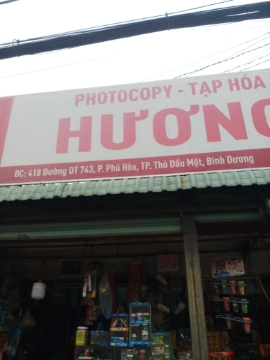 PHOTOCOPY - TẠP HÓA
HƯƠNG
ĐC: 418 Đường DT 743, P. Phú Hòa, TP. Thủ Dầu Một, Bình Dương